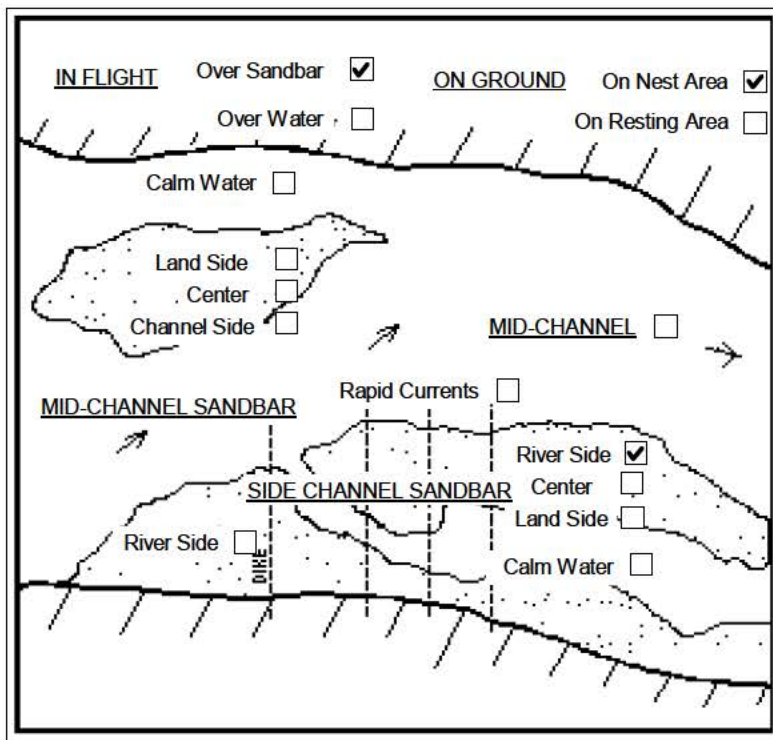 IN FLIGHT Over Sandbar ON GROUND On Nest Area
Over Water On Resting Area
Calm Water
Land Side
Center
Channel Side
MID-CHANNEL
Rapid Currents
MID-CHANNEL SANDBAR
River Side
SIDE CHANNEL SANDBAR Center
Land Side
River Side
DIKE
Calm Water